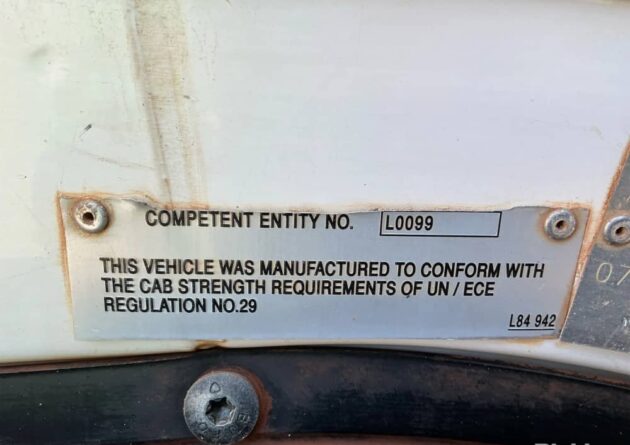 COMPETENT ENTITY NO. L0099
THIS VEHICLE WAS MANUFACTURED TO CONFORM WITH
THE CAB STRENGTH REQUIREMENTS OF UN / ECE
REGULATION NO.29
L84 942
07